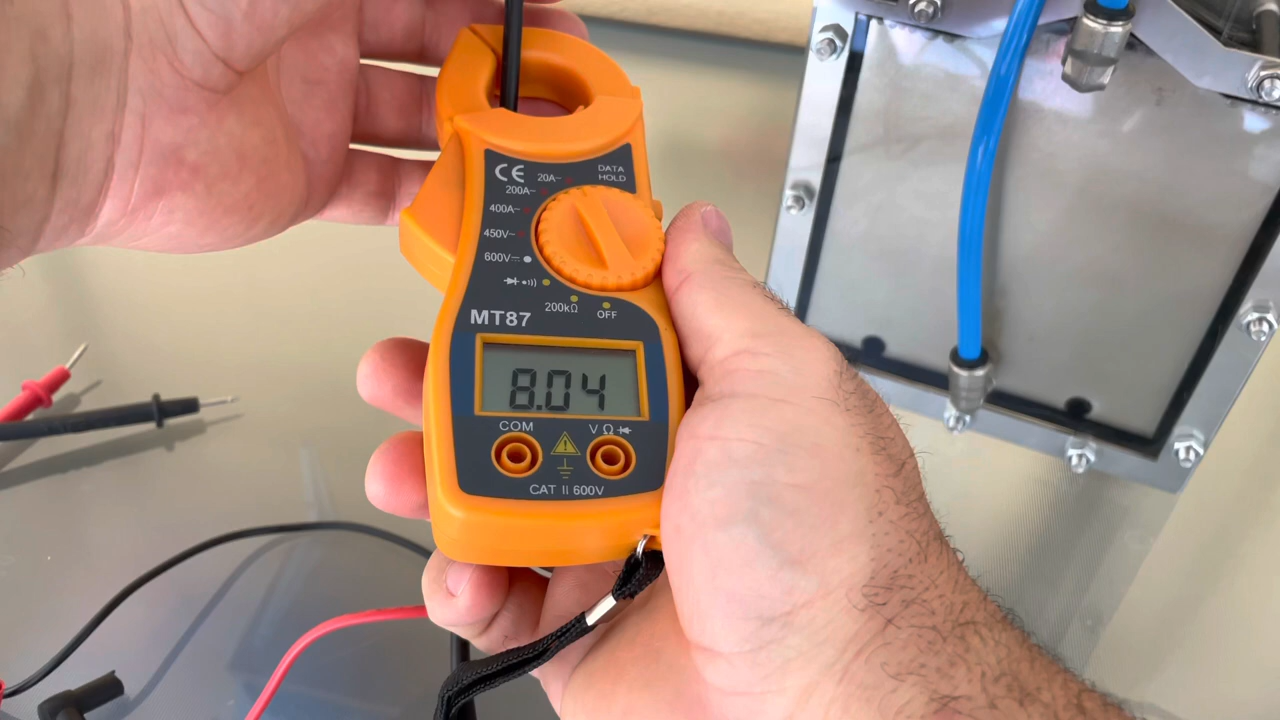 CE
DATA
HOLD
20A~
200A~
400A~
450V~
600V⎓
200kΩ
OFF
MT87
8.04
COM
VΩ
CAT II 600V